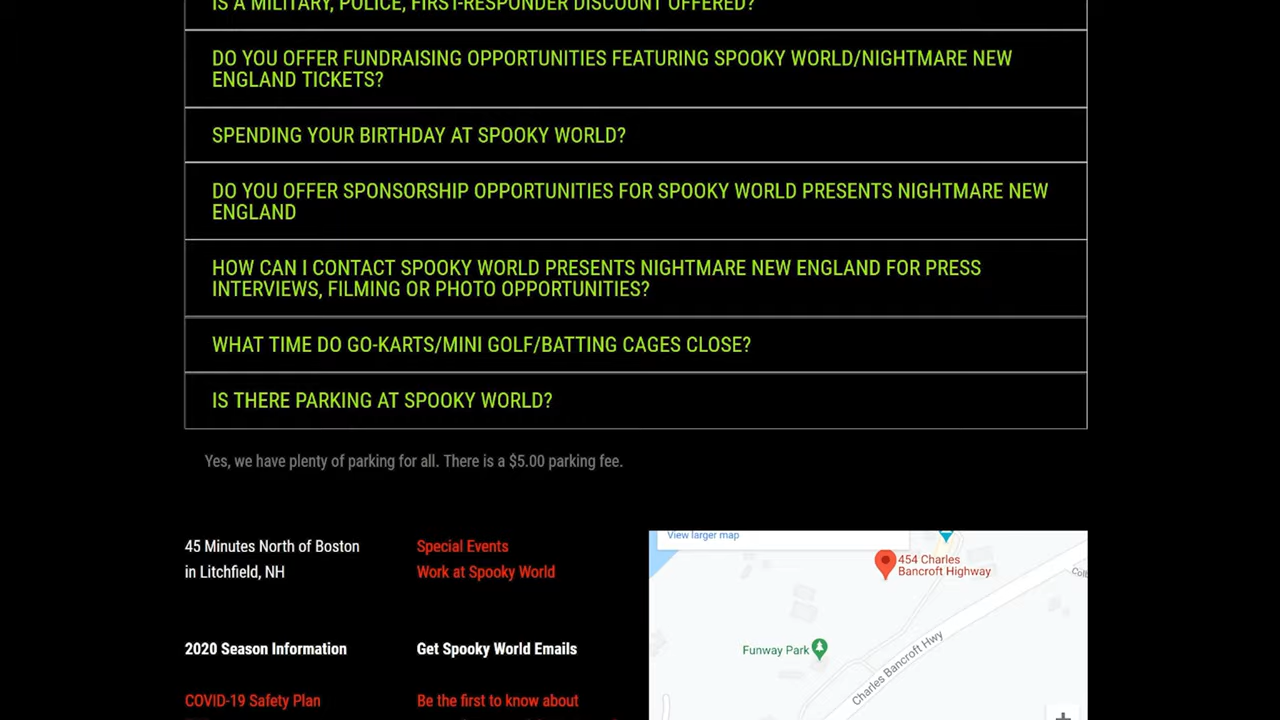 IS A MILITARY, POLICE, FIRST-RESPONDER DISCOUNT OFFERED?
DO YOU OFFER FUNDRAISING OPPORTUNITIES FEATURING SPOOKY WORLD/NIGHTMARE NEW
ENGLAND TICKETS?
SPENDING YOUR BIRTHDAY AT SPOOKY WORLD?
DO YOU OFFER SPONSORSHIP OPPORTUNITIES FOR SPOOKY WORLD PRESENTS NIGHTMARE NEW
ENGLAND
HOW CAN I CONTACT SPOOKY WORLD PRESENTS NIGHTMARE NEW ENGLAND FOR PRESS
INTERVIEWS, FILMING OR PHOTO OPPORTUNITIES?
WHAT TIME DO GO-KARTS/MINI GOLF/BATTING CAGES CLOSE?
IS THERE PARKING AT SPOOKY WORLD?
Yes, we have plenty of parking for all. There is a $5.00 parking fee.
45 Minutes North of Boston
in Litchfield, NH
2020 Season Information
COVID-19 Safety Plan
Special Events
Work at Spooky World
Get Spooky World Emails
Be the first to know about
View larger map
454 Charles
Bancroft Highway
Funway Park
Charles Bancroft Hwy